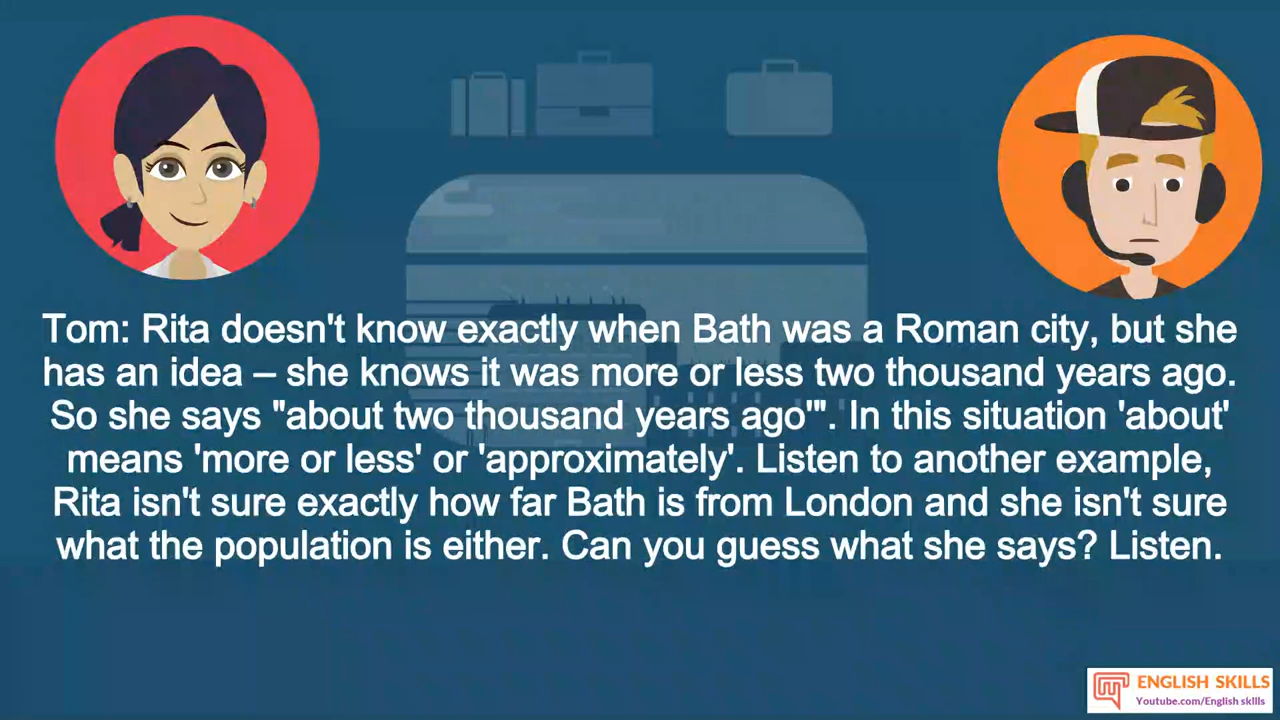 Tom: Rita doesn't know exactly when Bath was a Roman city, but she
has an idea – she knows it was more or less two thousand years ago.
So she says "about two thousand years ago'". In this situation 'about'
means 'more or less' or 'approximately'. Listen to another example,
Rita isn't sure exactly how far Bath is from London and she isn't sure
what the population is either. Can you guess what she says? Listen.
ENGLISH SKILLS
Youtube.com/English skills